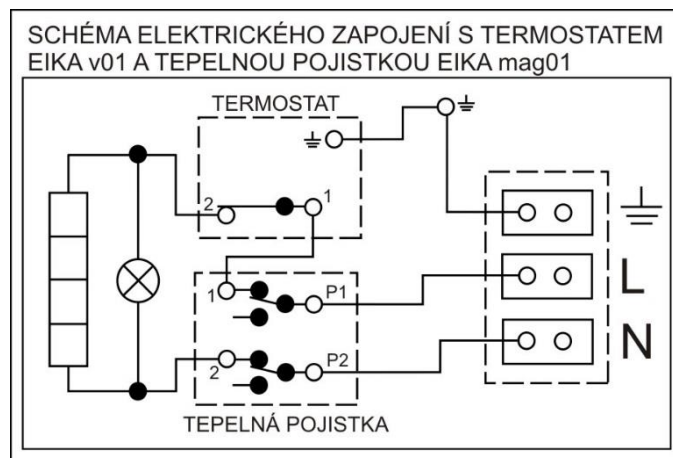 SCHÉMA ELEKTRICKÉHO ZAPOJENÍ S TERMOSTATEM
EIKA v01 A TEPELNOU POJISTKOU EIKA mag01
TERMOSTAT
2 1
1 P1
L
2 P2
N
TEPELNÁ POJISTKA